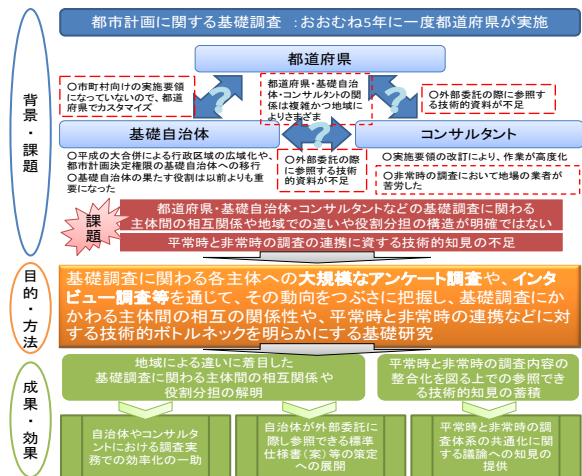 都市計画に関する基礎調査 ：おおむね5年に一度都道府県が実施
背景・課題
都道府県
〇市町村向けの実施要領
になっていないので、都道
府県でカスタマイズ
都道府県・基礎自治
体・コンサルタントの関
係は複雑かつ地域に
よりさまざま
〇外部委託の際に参照す
る技術的資料が不足
基礎自治体
コンサルタント
〇平成の大合併による行政区域の広域化や、
都市計画決定権限の基礎自治体への移行
〇基礎自治体の果たす役割は以前よりも重
要になった
〇外部委託の際
に参照する技術
的資料が不足
〇実施要領の改訂により、作業が高度化
〇非常時の調査において地場の業者が
苦労した
課題
都道府県・基礎自治体・コンサルタントなどの基礎調査に関わる
主体間の相互関係や地域での違いや役割分担の構造が明確ではない
平常時と非常時の調査の連携に資する技術的知見の不足
目的・方法
基礎調査に関わる各主体への大規模なアンケート調査や、インタ
ビュー調査等を通じて、その動向をつぶさに把握し、基礎調査にか
かわる主体間の相互の関係性や、平常時と非常時の連携などに対
する技術的ボトルネックを明らかにする基礎研究
成果・効果
地域による違いに着目した
基礎調査に関わる主体間の相互関係や
役割分担の解明
平常時と非常時の調査内容の
整合化を図る上での参照でき
る技術的知見の蓄積
自治体やコンサルタ
ントにおける調査実
務での効率化の一助
自治体が外部委託に
際し参照できる標準
仕様書（案）等の策定
への展開
平常時と非常時の調
査体系の共通化に関
する議論への知見の
提供